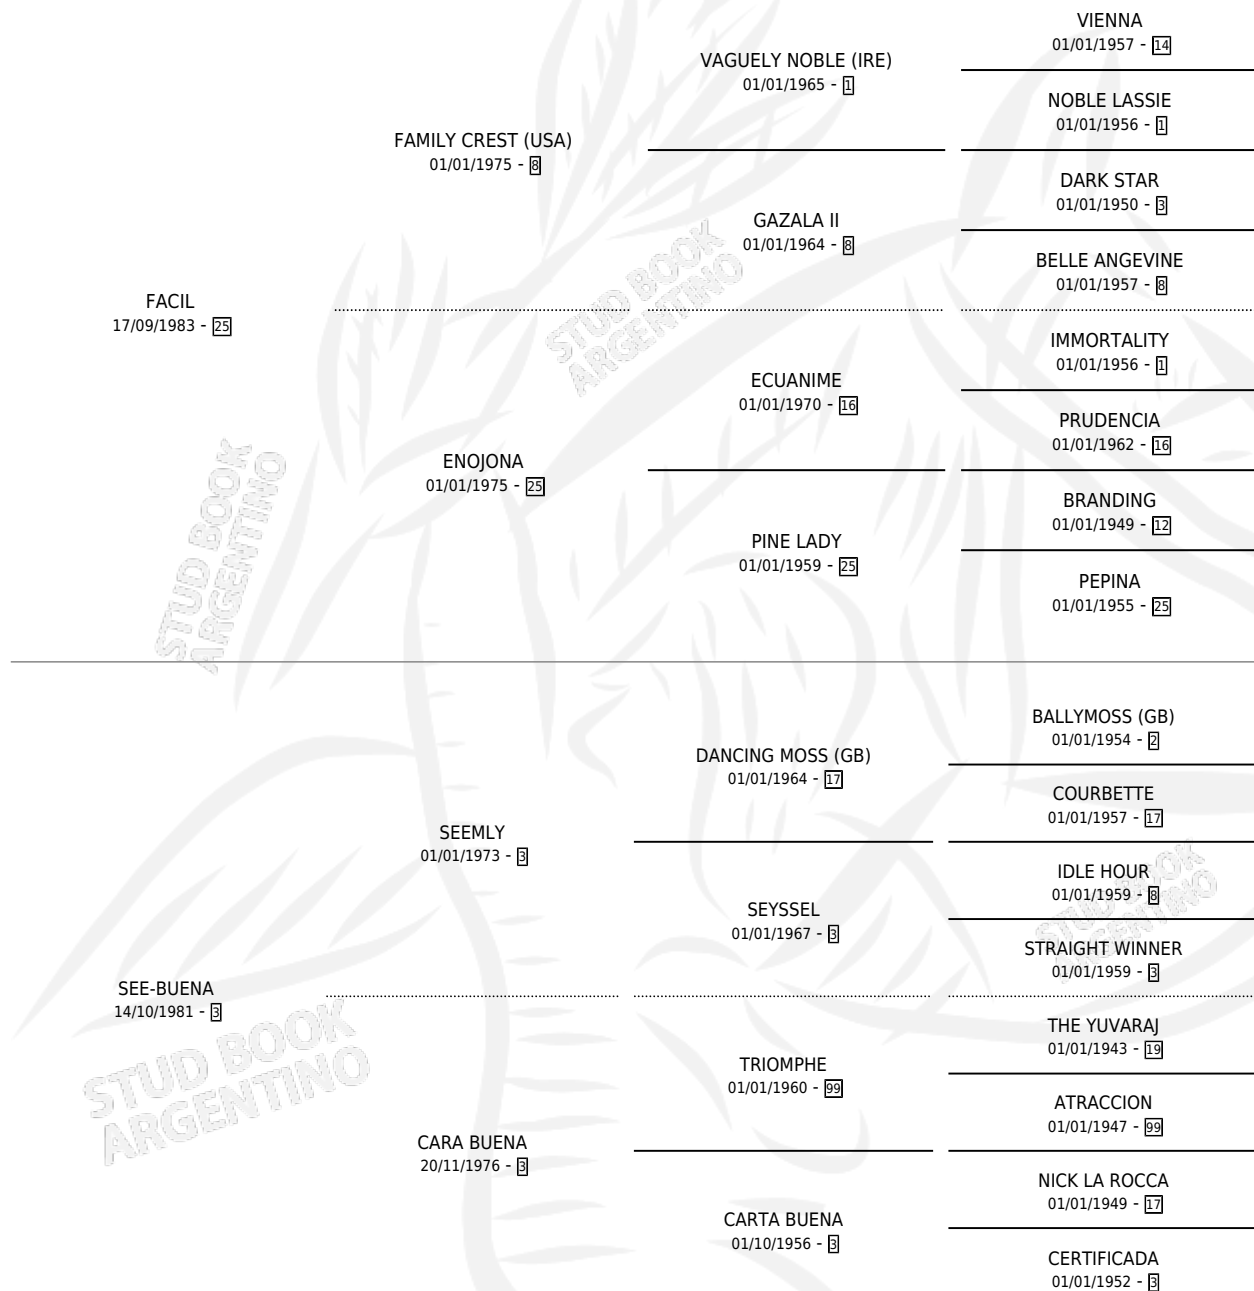 VIENNA
01/01/1957 - 14
VAGUELY NOBLE (IRE)
01/01/1965 - 1
NOBLE LASSIE
01/01/1956 - 1
FAMILY CREST (USA)
01/01/1975 - 8
DARK STAR
01/01/1950 - 3
GAZALA II
01/01/1964 - 8
BELLE ANGEVINE
01/01/1957 - 8
FACIL
17/09/1983 - 25
IMMORTALITY
01/01/1956 - 1
ECUANIME
01/01/1970 - 16
PRUDENCIA
01/01/1962 - 16
ENOJONA
01/01/1975 - 25
BRANDING
01/01/1949 - 12
PINE LADY
01/01/1959 - 25
PEPINA
01/01/1955 - 25
BALLYMOSS (GB)
01/01/1954 - 2
DANCING MOSS (GB)
01/01/1964 - 17
COURBETTE
01/01/1957 - 17
SEEMLY
01/01/1973 - 3
IDLE HOUR
01/01/1959 - 8
SEYSSEL
01/01/1967 - 3
STRAIGHT WINNER
01/01/1959 - 3
SEE-BUENA
14/10/1981 - 3
THE YUVARAJ
01/01/1943 - 19
TRIOMPHE
01/01/1960 - 99
ATRACCION
01/01/1947 - 99
CARA BUENA
20/11/1976 - 3
NICK LA ROCCA
01/01/1949 - 17
CARTA BUENA
01/10/1956 - 3
CERTIFICADA
01/01/1952 - 3
STUD BOOK
ARGENTINO
STUD BOOK
ARGENTINO
STUD BOOK
ARGENTINO
STUD BOOK
ARGENTINO